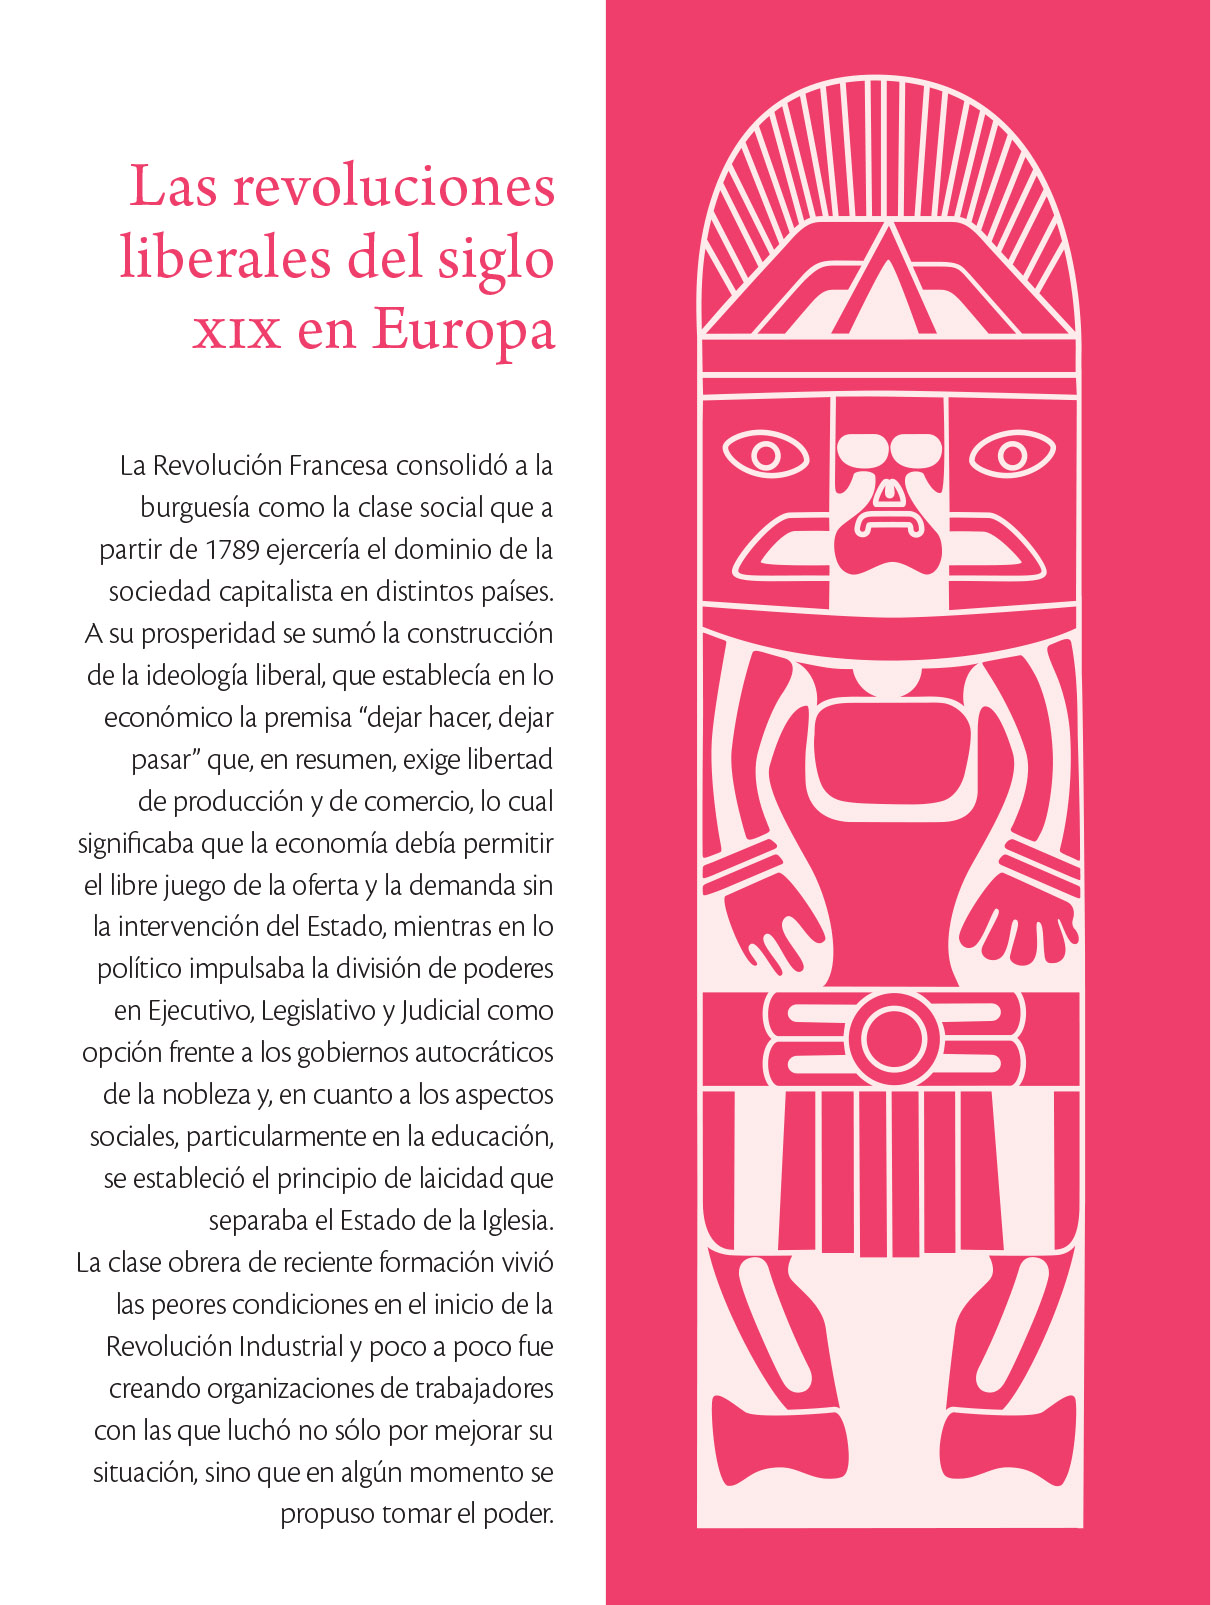 Las revoluciones
liberales del siglo
XIX en Europa
La Revolución Francesa consolidó a la
burguesía como la clase social que a
partir de 1789 ejercería el dominio de la
sociedad capitalista en distintos países.
A su prosperidad se sumó la construcción
de la ideología liberal, que establecía en lo
económico la premisa “dejar hacer, dejar
pasar” que, en resumen, exige libertad
de producción y de comercio, lo cual
significaba que la economía debía permitir
el libre juego de la oferta y la demanda sin
la intervención del Estado, mientras en lo
político impulsaba la división de poderes
en Ejecutivo, Legislativo y Judicial como
opción frente a los gobiernos autocráticos
de la nobleza y, en cuanto a los aspectos
sociales, particularmente en la educación,
se estableció el principio de laicidad que
separaba el Estado de la Iglesia.
La clase obrera de reciente formación vivió
las peores condiciones en el inicio de la
Revolución Industrial y poco a poco fue
creando organizaciones de trabajadores
con las que luchó no sólo por mejorar su
situación, sino que en algún momento se
propuso tomar el poder.